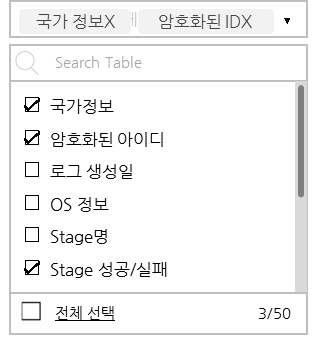 국가 정보X 암호화된 IDX
Search Table
국가정보
암호화된 아이디
로그 생성일
OS 정보
Stage명
Stage 성공/실패
전체 선택 3/50